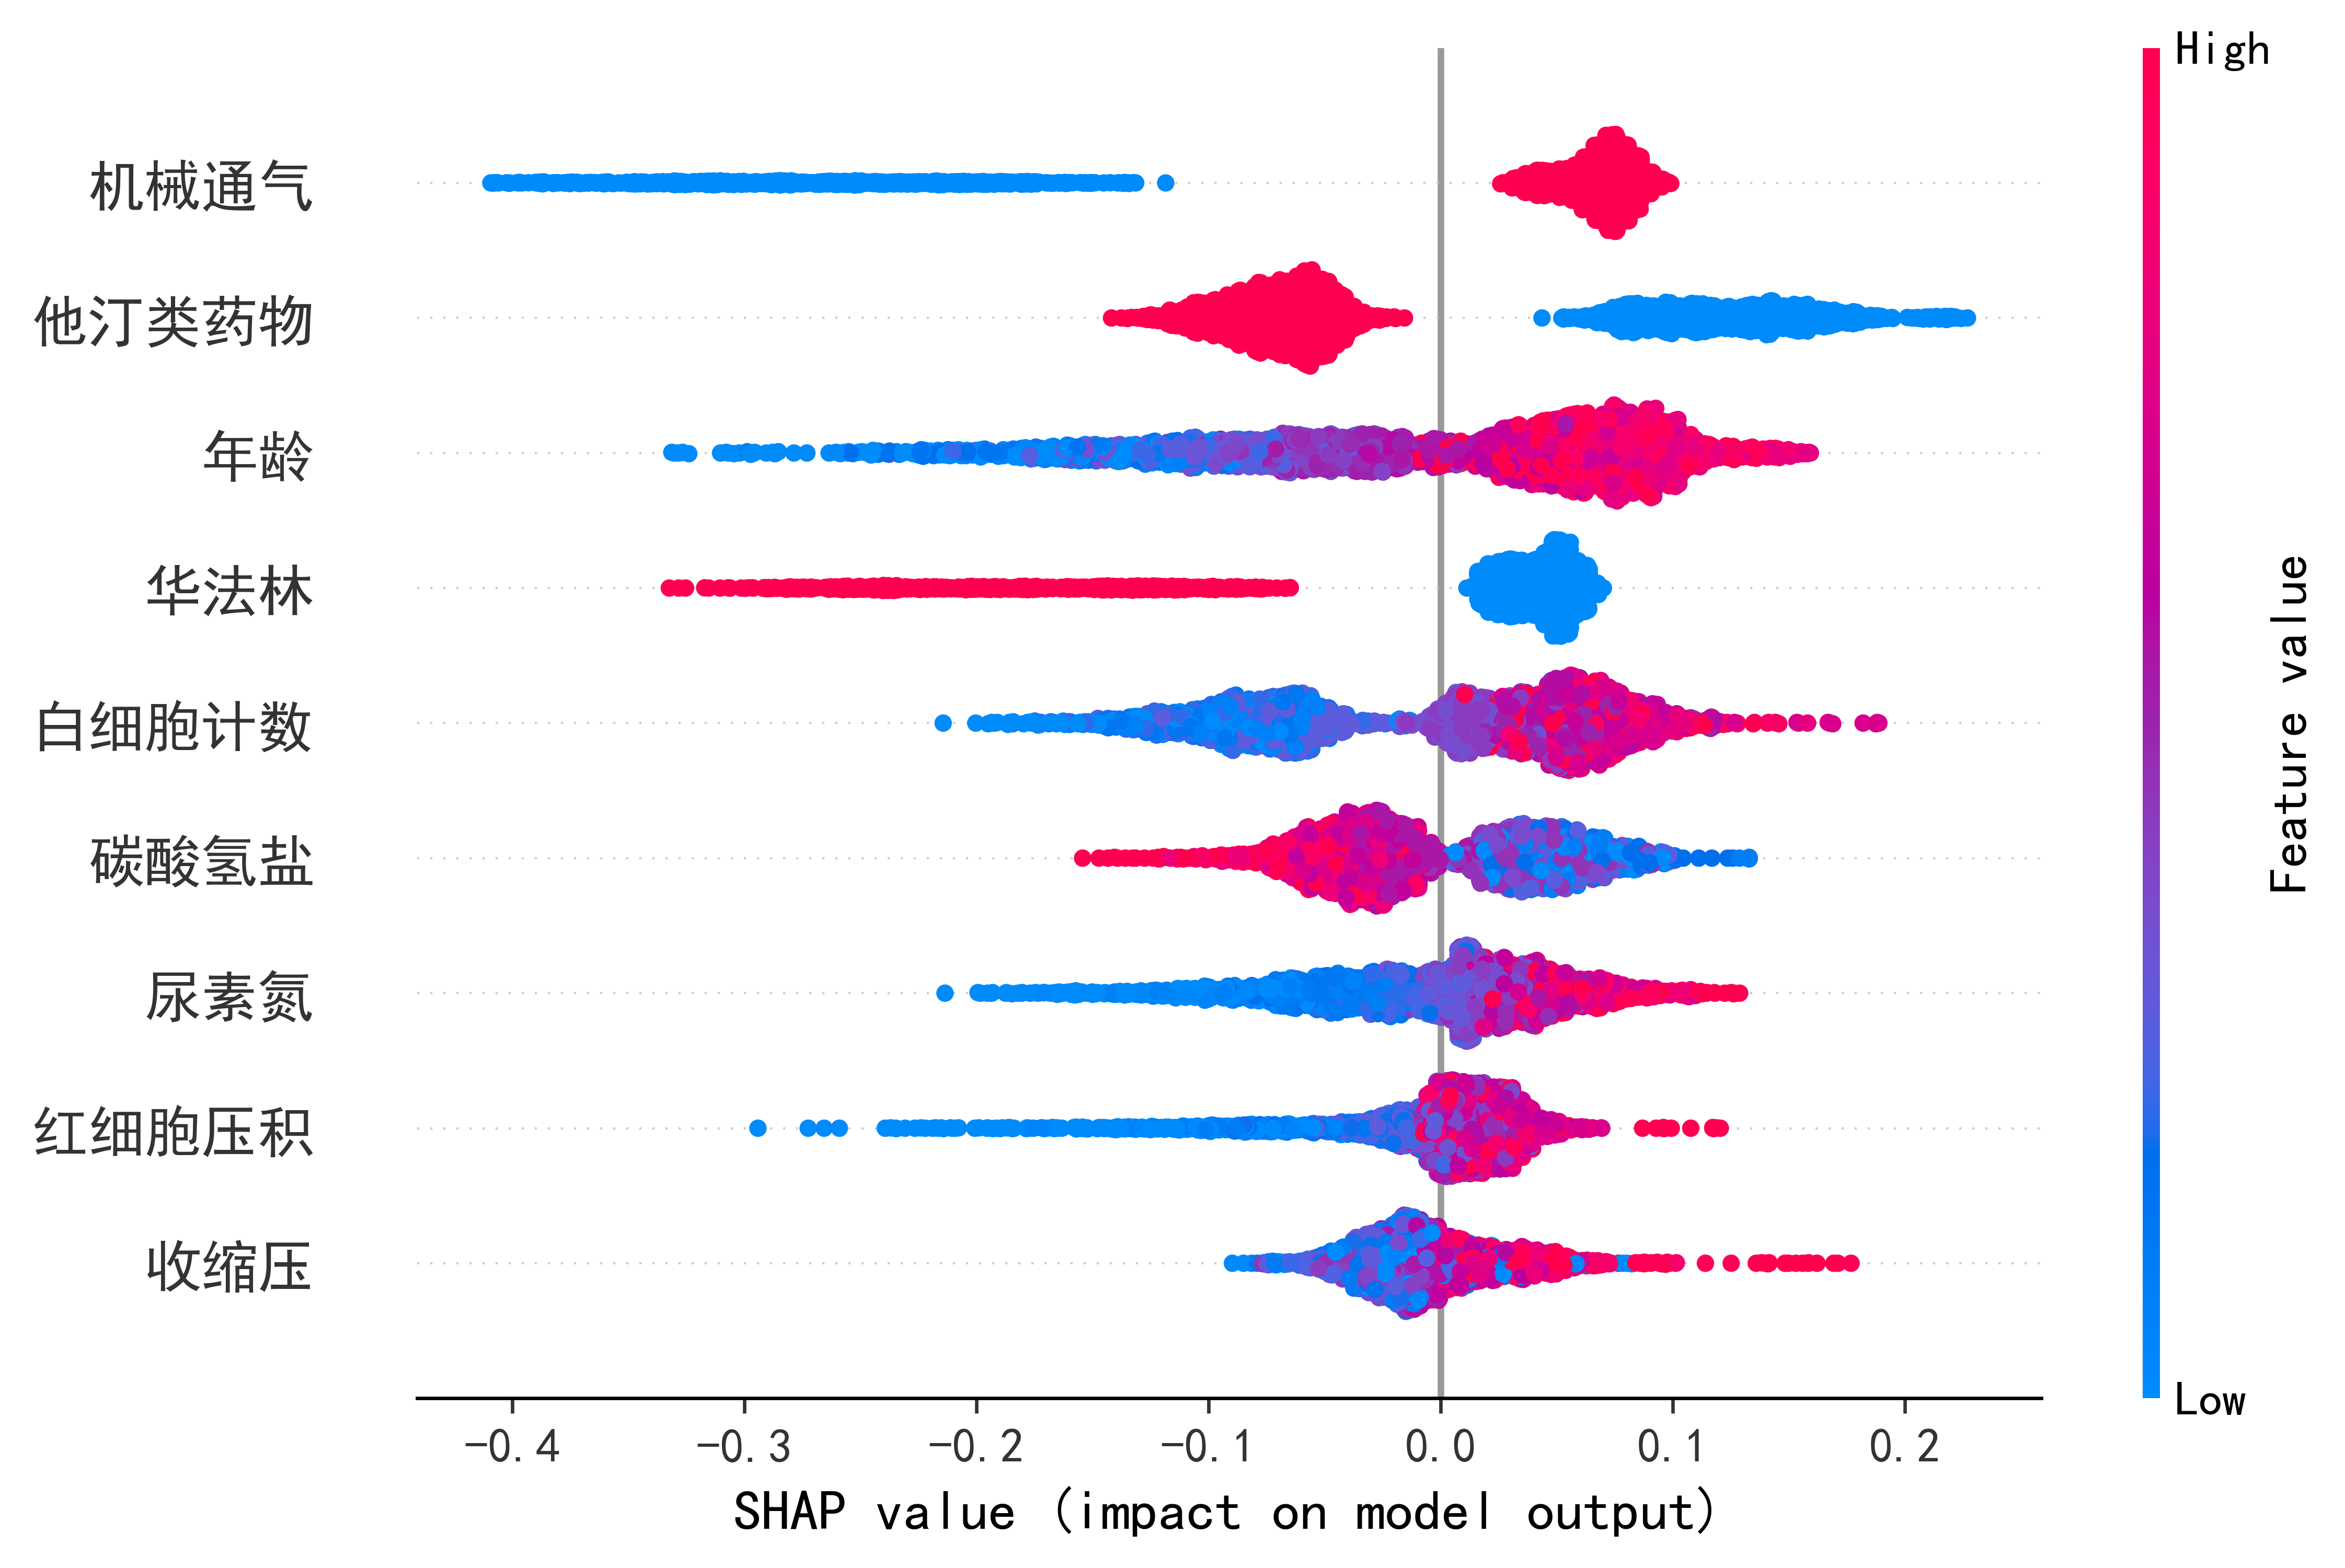 High
机械通气
他汀类药物
年龄
华法林
白细胞计数
碳酸氢盐
尿素氮
红细胞压积
收缩压
Feature value
Low
−0.4 −0.3 −0.2 −0.1 0.0 0.1 0.2
SHAP value (impact on model output)